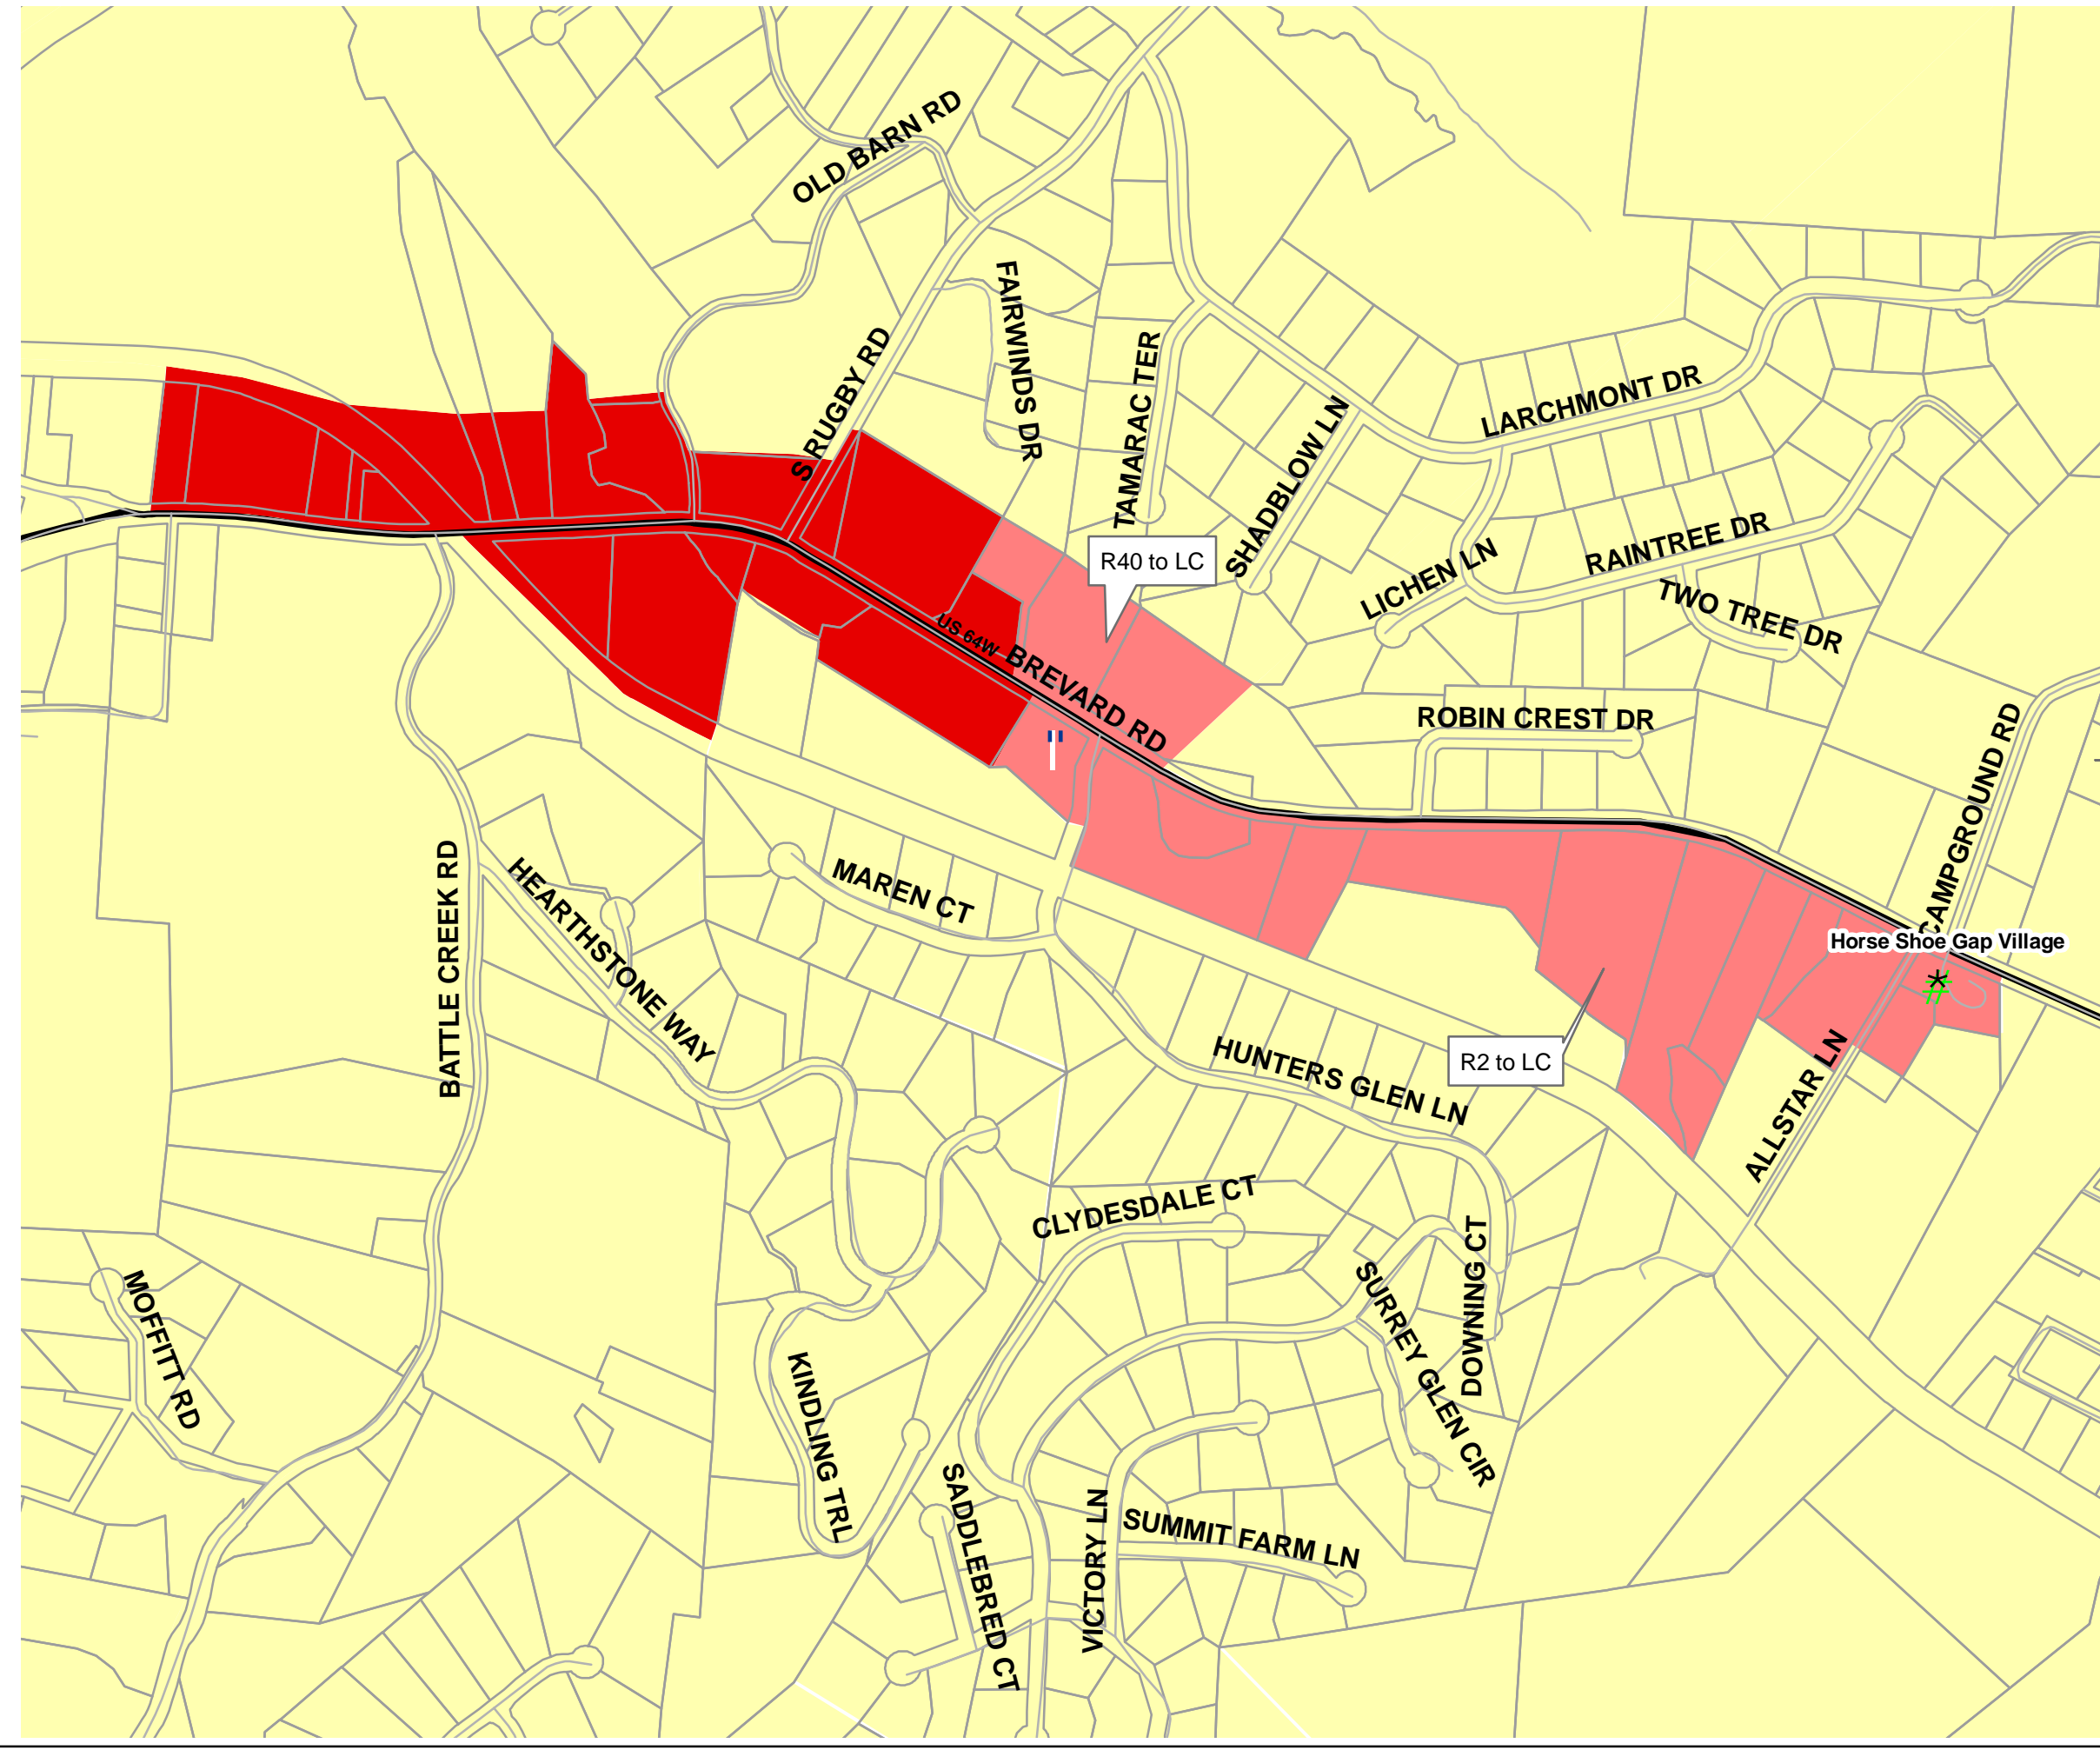 OLD BARN RD
FAIRWINDS DR
S RUGBY RD
TAMARAC TER
SHADBLOW LN
LARCHMONT DR
RAINTREE DR
LICHEN LN
TWO TREE DR
R40 to LC
US 64W
BREVARD RD
ROBIN CREST DR
CAMPGROUND RD
Horse Shoe Gap Village
BATTLE CREEK RD
HEARTHSTONE WAY
MAREN CT
HUNTERS GLEN LN
R2 to LC
ALLSTAR LN
CLYDESDALE CT
MOFFITT RD
KINDLING TRL
SURREY GLEN CIR
DOWNING CT
SADDLEBRED CT
VICTORY LN
SUMMIT FARM LN